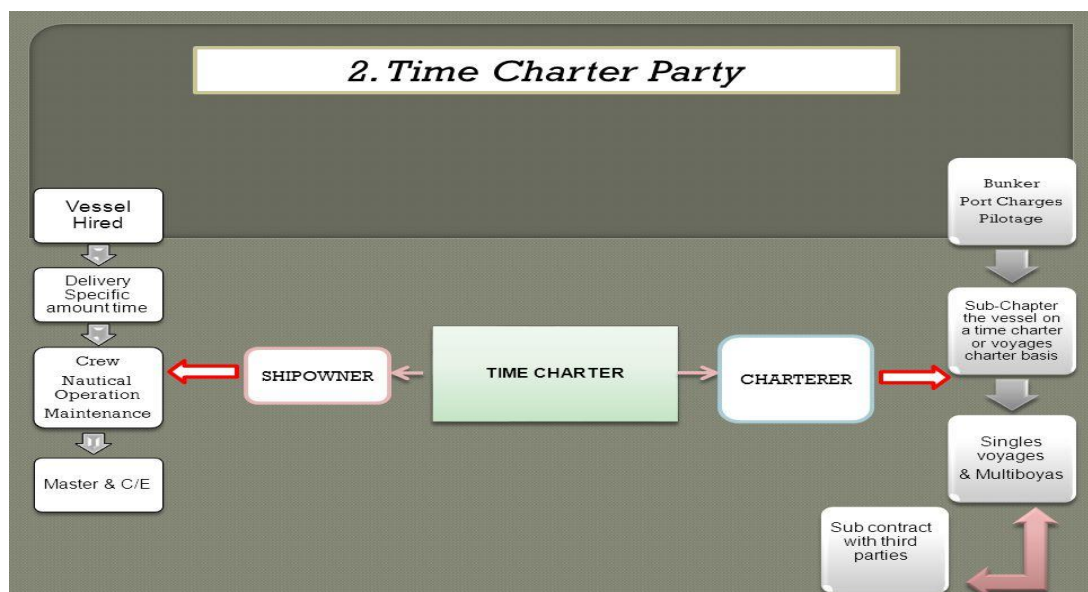 2. Time Charter Party
Vessel
Hired
Delivery
Specific
amount time
Crew
Nautical
Operation
Maintenance
Master & C/E
SHIPOWNER
TIME CHARTER
CHARTERER
Bunker
Port Charges
Pilotage
Sub-Chapter
the vessel on
a time charter
or voyages
charter basis
Singles
voyages
& Multiboyas
Sub contract
with third
parties